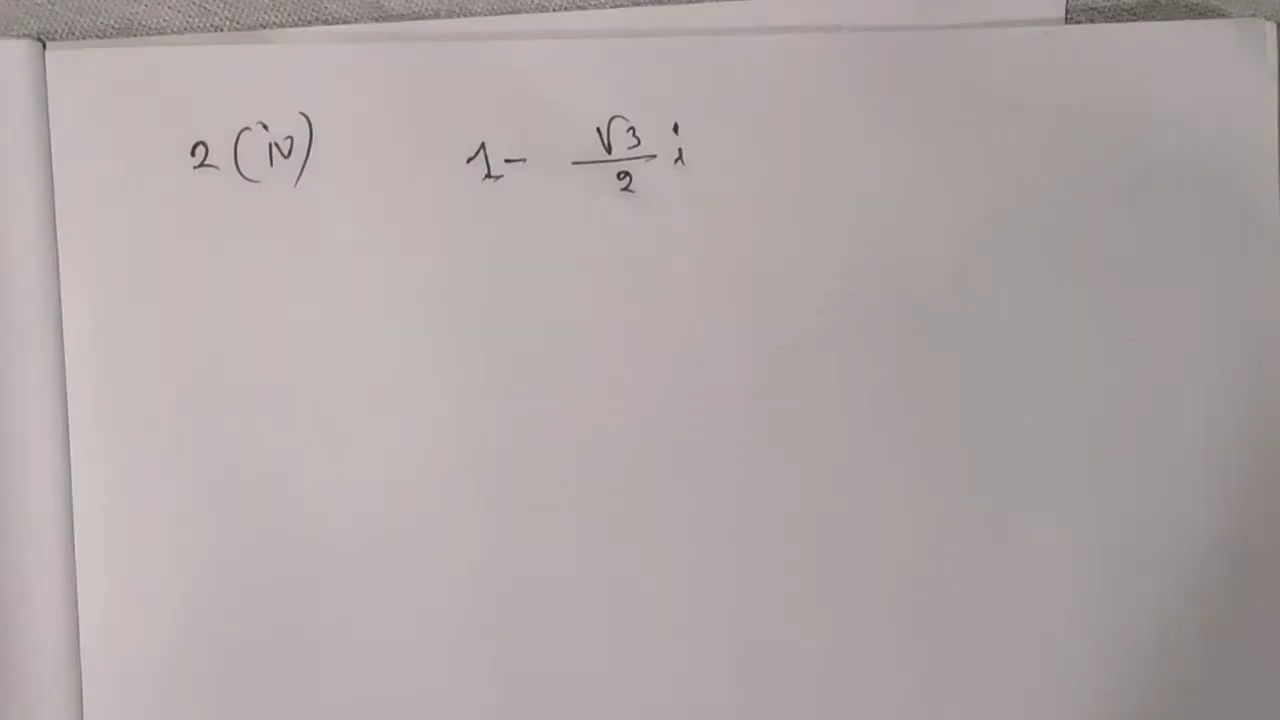 2 (iv) 1 - √3/2 i